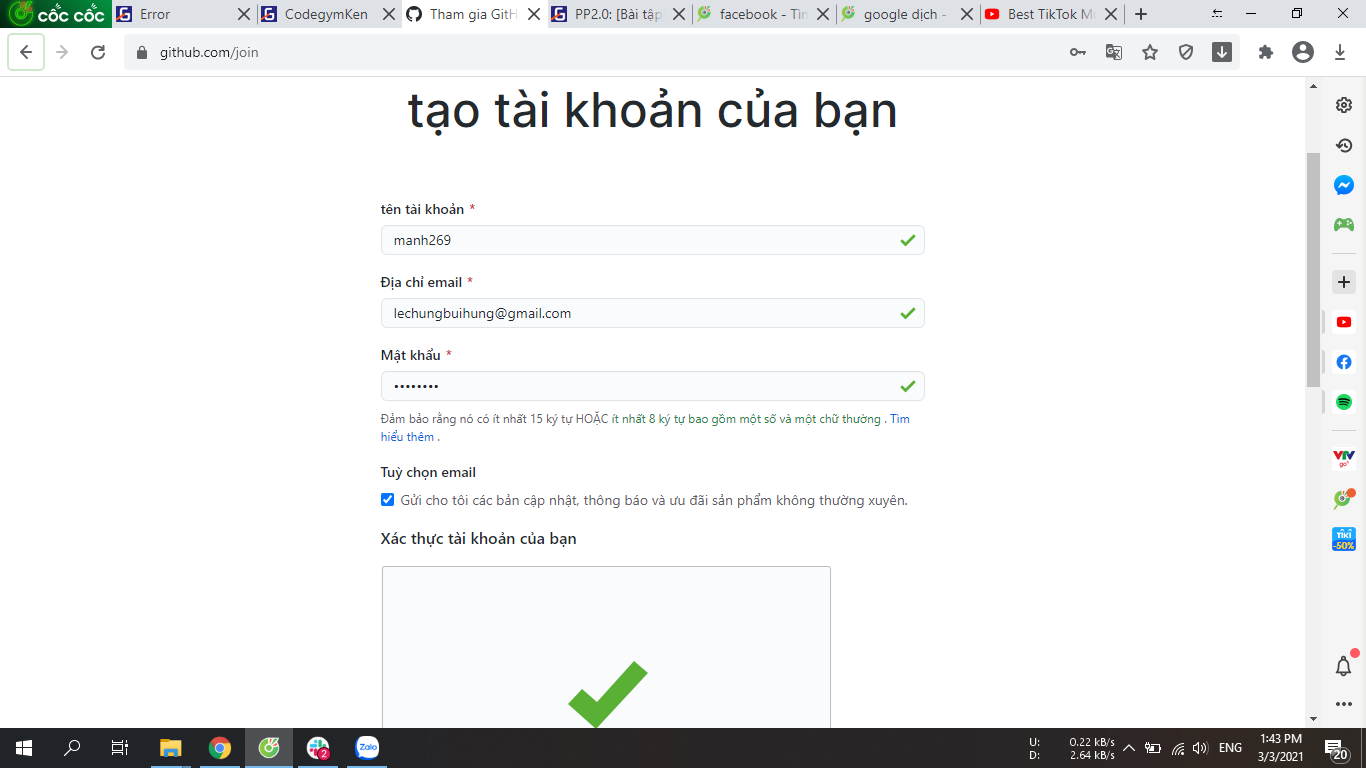 cốc cốc
Error
CodegymKen
Tham gia GitH
PP2.0: [Bài tập
facebook - Tìm
google dịch -
Best TikTok Mu
github.com/join
tạo tài khoản của bạn
tên tài khoản *
manh269
Địa chỉ email *
lechungbuihung@gmail.com
Mật khẩu *
••••••••
Đảm bảo rằng nó có ít nhất 15 ký tự HOẶC ít nhất 8 ký tự bao gồm một số và một chữ thường . Tìm
hiểu thêm .
Tuỳ chọn email
Gửi cho tôi các bản cập nhật, thông báo và ưu đãi sản phẩm không thường xuyên.
Xác thực tài khoản của bạn
VTV
go
TIKI
-50%
2
Zalo
U: 0.22 kB/s
D: 2.64 kB/s
ENG
1:43 PM
3/3/2021
20